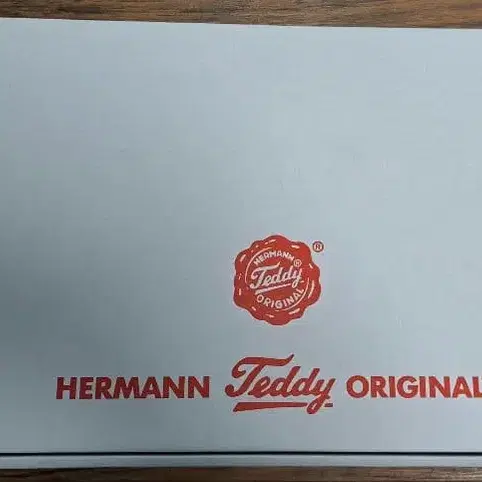 ®
HERMANN®
Teddy
ORIGINAL
HERMANN Teddy ORIGINAL